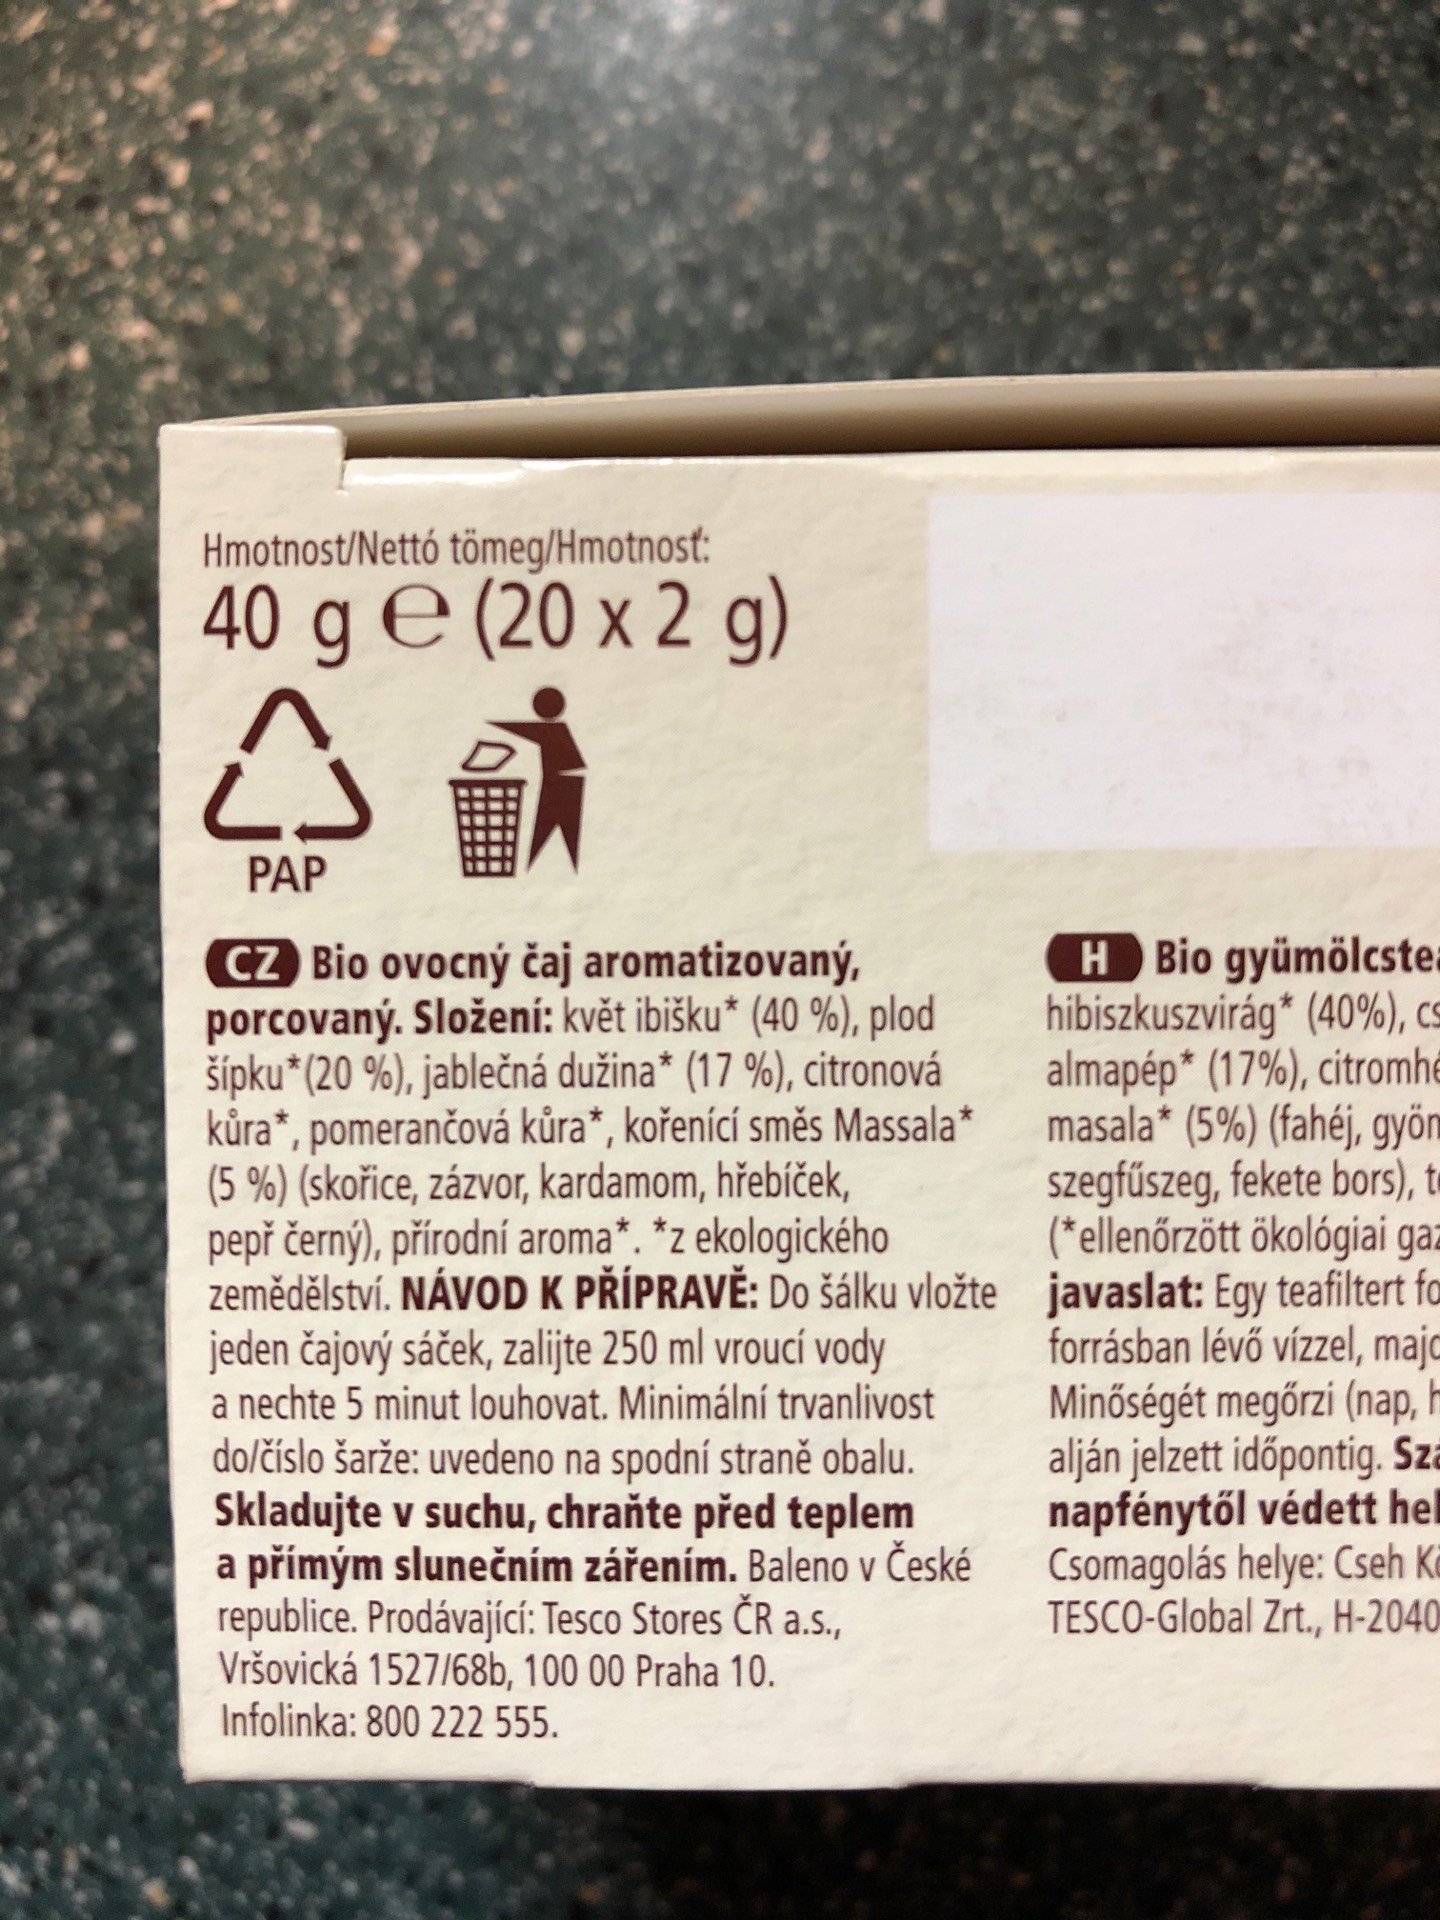 Hmotnost/Nettó tömeg/Hmotnosť:
40 g ℮ (20 x 2 g)
PAP
CZ Bio ovocný čaj aromatizovaný,
porcovaný. Složení: květ ibišku* (40 %), plod
šípku*(20 %), jablečná dužina* (17 %), citronová
kůra*, pomerančová kůra*, kořenící směs Massala*
(5 %) (skořice, zázvor, kardamom, hřebíček,
pepř černý), přírodní aroma*. *z ekologického
zemědělství. NÁVOD K PŘÍPRAVĚ: Do šálku vložte
jeden čajový sáček, zalijte 250 ml vroucí vody
a nechte 5 minut louhovat. Minimální trvanlivost
do/číslo šarže: uvedeno na spodní straně obalu.
Skladujte v suchu, chraňte před teplem
a přímým slunečním zářením. Baleno v České
republice. Prodávající: Tesco Stores ČR a.s.,
Vršovická 1527/68b, 100 00 Praha 10.
Infolinka: 800 222 555.
H Bio gyümölcstea
hibiszkuszvirág* (40%),
almapép* (17%),
masala* (5%) (fahéj,
szegfűszeg, fekete bors),
(*ellenőrzött ökológiai
javaslat: Egy teafiltert
forrásban lévő vízzel,
Minőségét megőrzi (nap,
alján jelzett időpontig.
napfénytől védett
Csomagolás helye: Cseh
TESCO-Global Zrt., H-2040